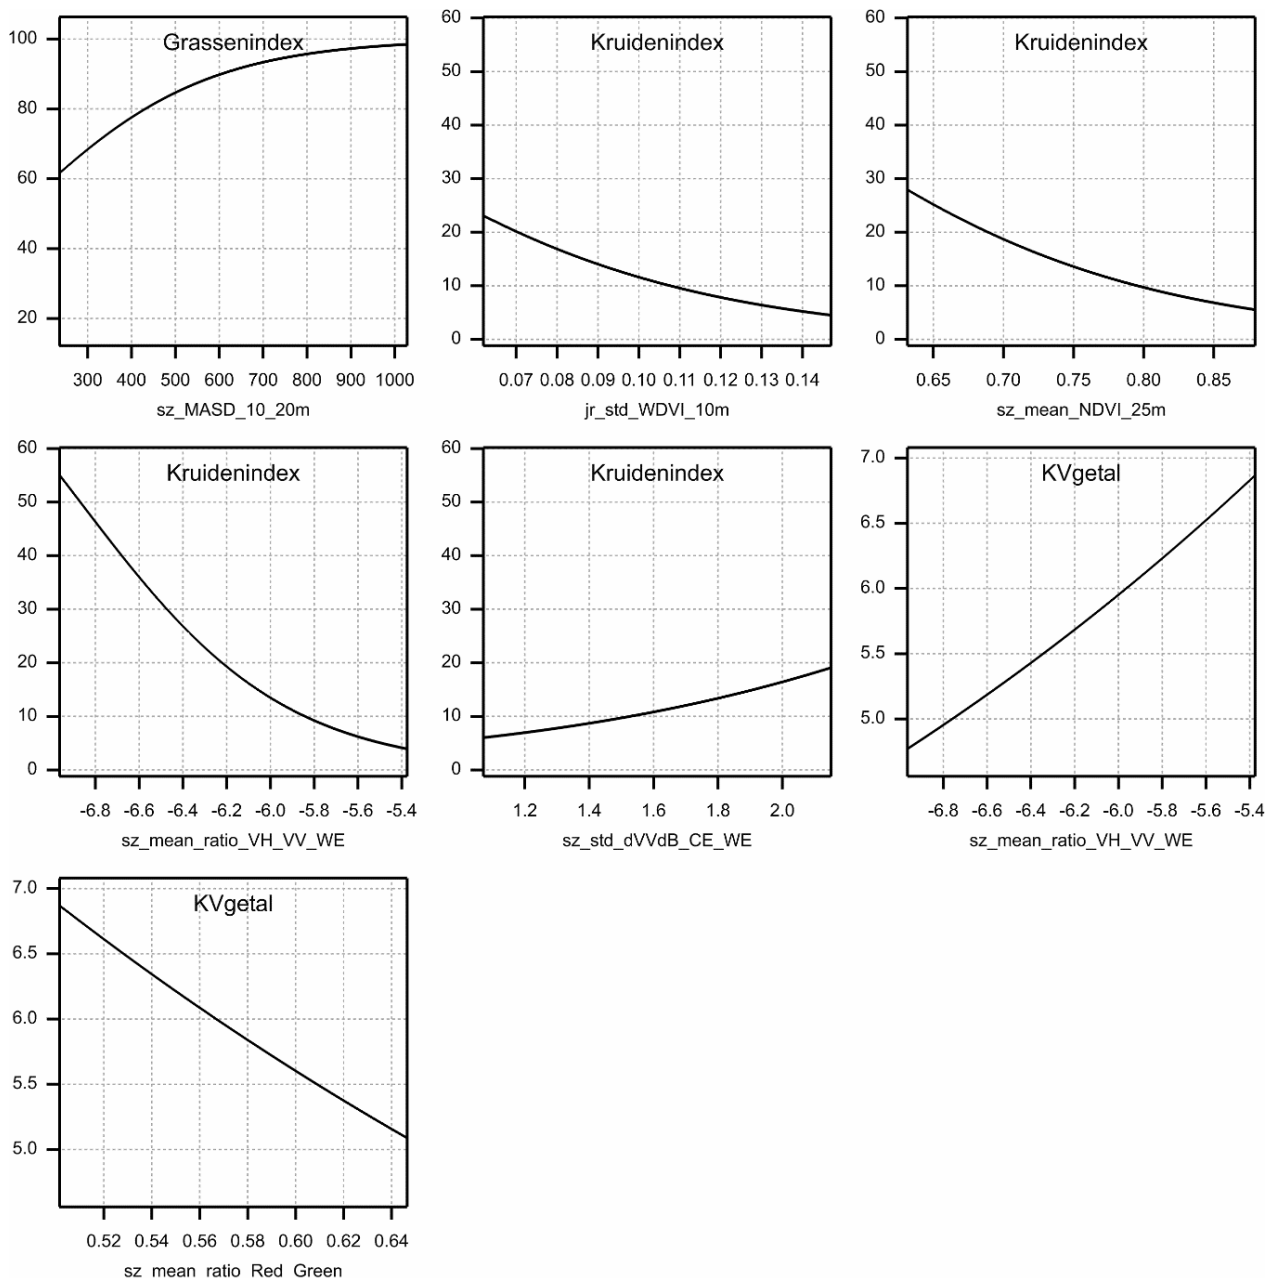 Grassenindex
100
80
60
40
20
300 400 500 600 700 800 900 1000
sz_MASD_10_20m
Kruidenindex
60
50
40
30
20
10
0
0.07 0.08 0.09 0.10 0.11 0.12 0.13 0.14
jr_std_WDVI_10m
Kruidenindex
60
50
40
30
20
10
0
0.65 0.70 0.75 0.80 0.85
sz_mean_NDVI_25m
Kruidenindex
60
50
40
30
20
10
0
-6.8 -6.6 -6.4 -6.2 -6.0 -5.8 -5.6 -5.4
sz_mean_ratio_VH_VV_WE
Kruidenindex
60
50
40
30
20
10
0
1.2 1.4 1.6 1.8 2.0
sz_std_dVVdB_CE_WE
KVgetal
7.0
6.5
6.0
5.5
5.0
-6.8 -6.6 -6.4 -6.2 -6.0 -5.8 -5.6 -5.4
sz_mean_ratio_VH_VV_WE
KVgetal
7.0
6.5
6.0
5.5
5.0
0.52 0.54 0.56 0.58 0.60 0.62 0.64
sz mean ratio Red Green